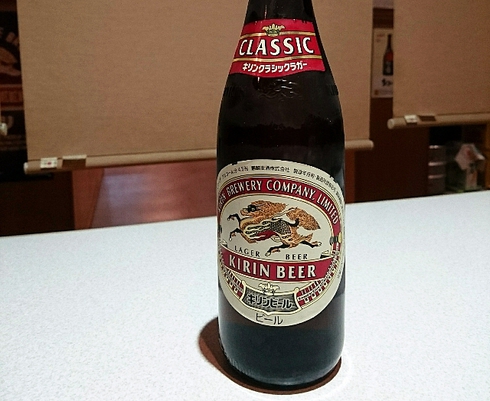 CLASSIC
キリンクラシックラガー
BREWERY COMPANY LIMITED
LAGER BEER
KIRIN BEER
キリンビール
ビール